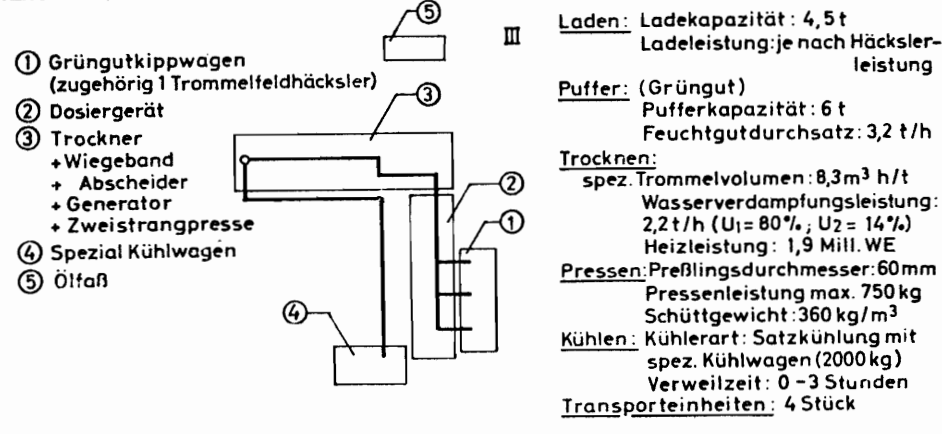 ① Grüngutkippwagen
(zugehörig 1 Trommelfeldhäcksler)
② Dosiergerät
③ Trockner
+ Wiegeband
+ Abscheider
+ Generator
+ Zweistrangpresse
④ Spezial Kühlwagen
⑤ Ölfaß
⑤
③
②
①
④
III
Laden: Ladekapazität: 4,5 t
Ladeleistung: je nach Häcksler-
leistung
Puffer: (Grüngut)
Pufferkapazität: 6 t
Feuchtgutdurchsatz: 3,2 t/h
Trocknen:
spez. Trommelvolumen: 8,3 m³ h/t
Wasserverdampfungsleistung:
2,2 t/h (U1 = 80%; U2 = 14%)
Heizleistung: 1,9 Mill. WE
Pressen: Preßlingsdurchmesser: 60 mm
Pressenleistung max. 750 kg
Schüttgewicht: 360 kg/m³
Kühlen: Kühlerart: Satzkühlung mit
spez. Kühlwagen (2000 kg)
Verweilzeit: 0-3 Stunden
Transporteinheiten: 4 Stück